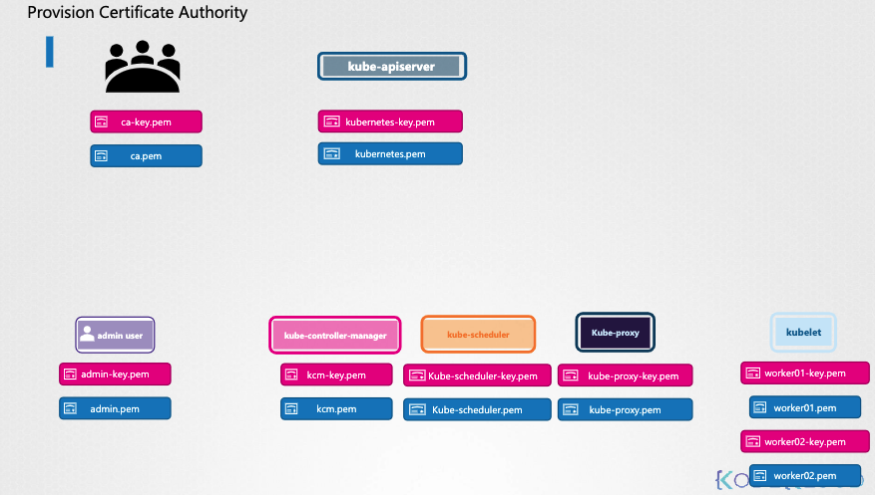 Provision Certificate Authority
kube-apiserver
ca-key.pem
kubernetes-key.pem
ca.pem
kubernetes.pem
admin user
kube-controller-manager
kube-scheduler
Kube-proxy
kubelet
admin-key.pem
kcm-key.pem
Kube-scheduler-key.pem
kube-proxy-key.pem
worker01-key.pem
admin.pem
kcm.pem
Kube-scheduler.pem
kube-proxy.pem
worker01.pem
worker02-key.pem
worker02.pem